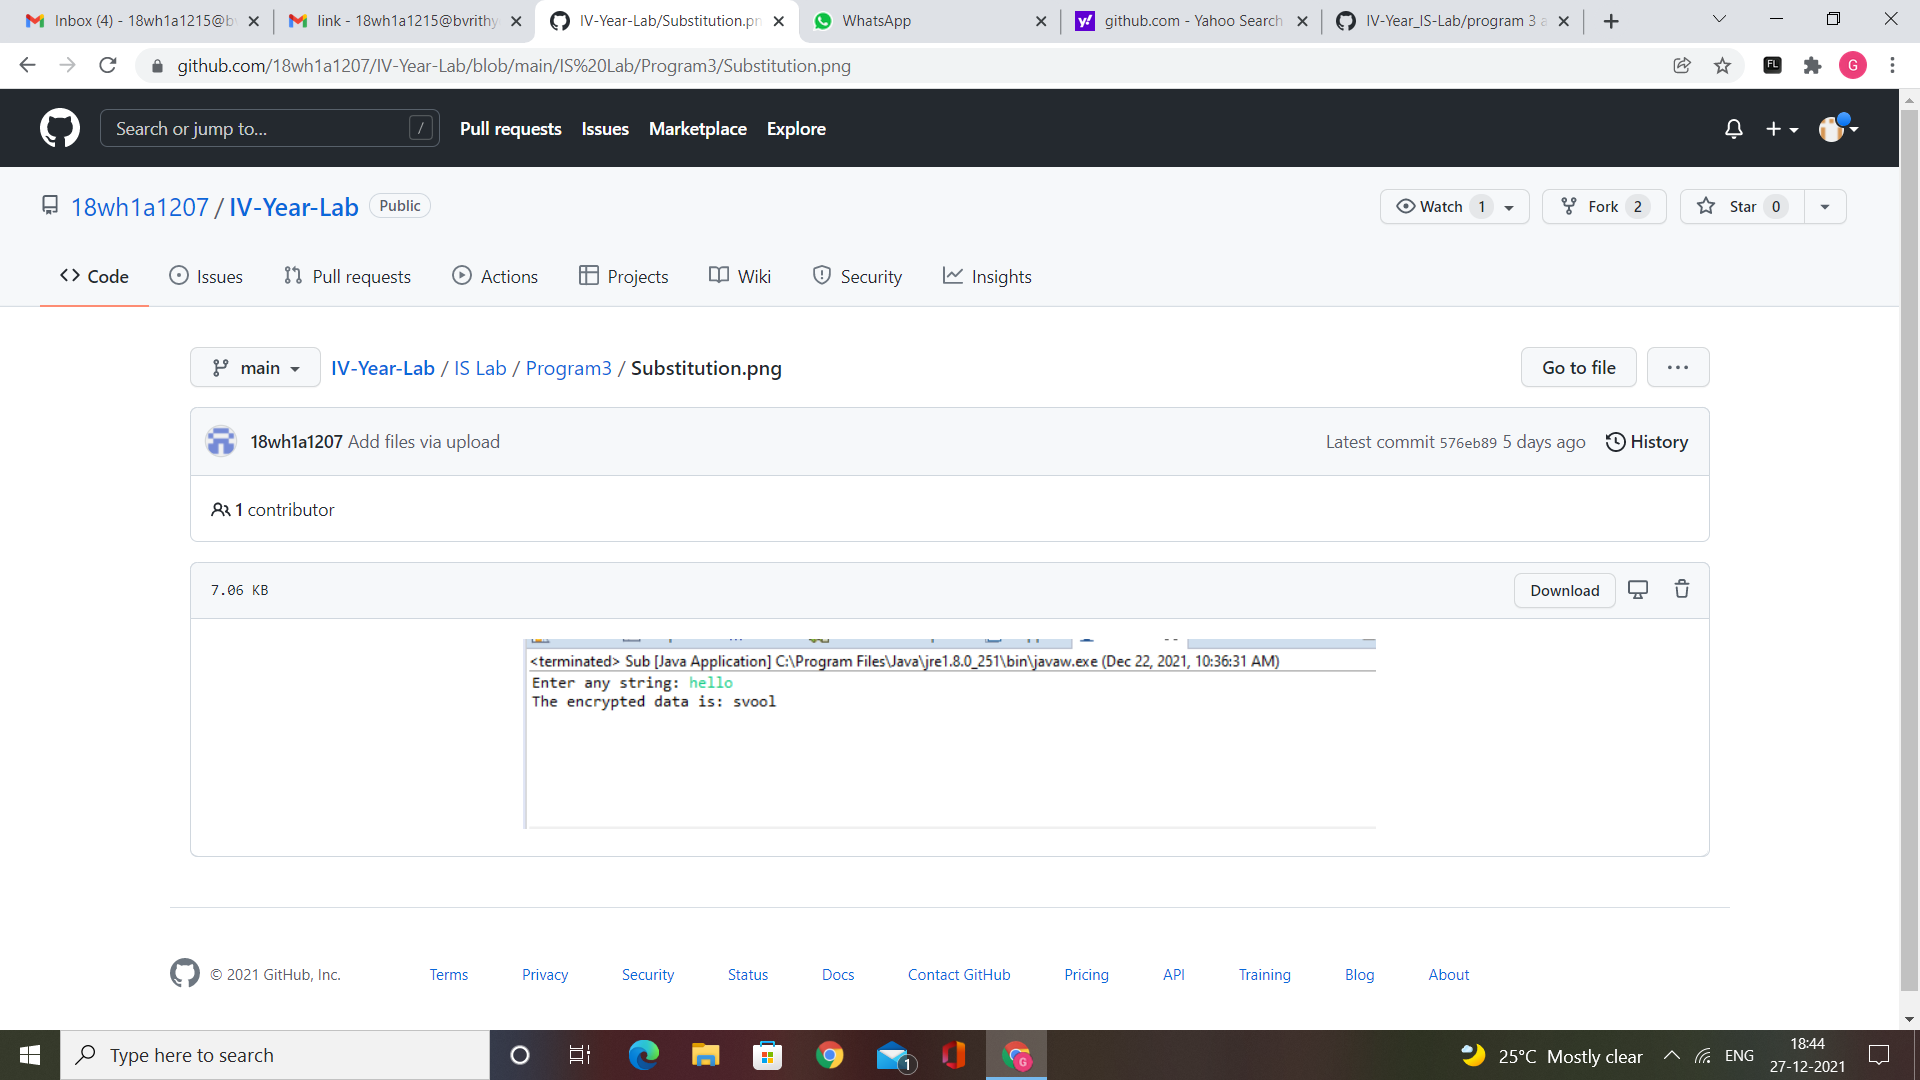 Inbox (4) - 18wh1a1215@b
link - 18wh1a1215@bvrithy
IV-Year-Lab/Substitution.pn
WhatsApp
github.com - Yahoo Search
IV-Year_IS-Lab/program 3 a
github.com/18wh1a1207/IV-Year-Lab/blob/main/IS%20Lab/Program3/Substitution.png
FL
G
Search or jump to...
/
Pull requests
Issues
Marketplace
Explore
18wh1a1207 / IV-Year-Lab
Public
Watch 1
Fork 2
Star 0
Code
Issues
Pull requests
Actions
Projects
Wiki
Security
Insights
main
IV-Year-Lab / IS Lab / Program3 / Substitution.png
Go to file
18wh1a1207 Add files via upload
Latest commit 576eb89 5 days ago
History
1 contributor
7.06 KB
Download
<terminated> Sub [Java Application] C:\Program Files\Java\jre1.8.0_251\bin\javaw.exe (Dec 22, 2021, 10:36:31 AM)
Enter any string: hello
The encrypted data is: svool
© 2021 GitHub, Inc.
Terms
Privacy
Security
Status
Docs
Contact GitHub
Pricing
API
Training
Blog
About
Type here to search
1
G
25°C Mostly clear
ENG
18:44
27-12-2021